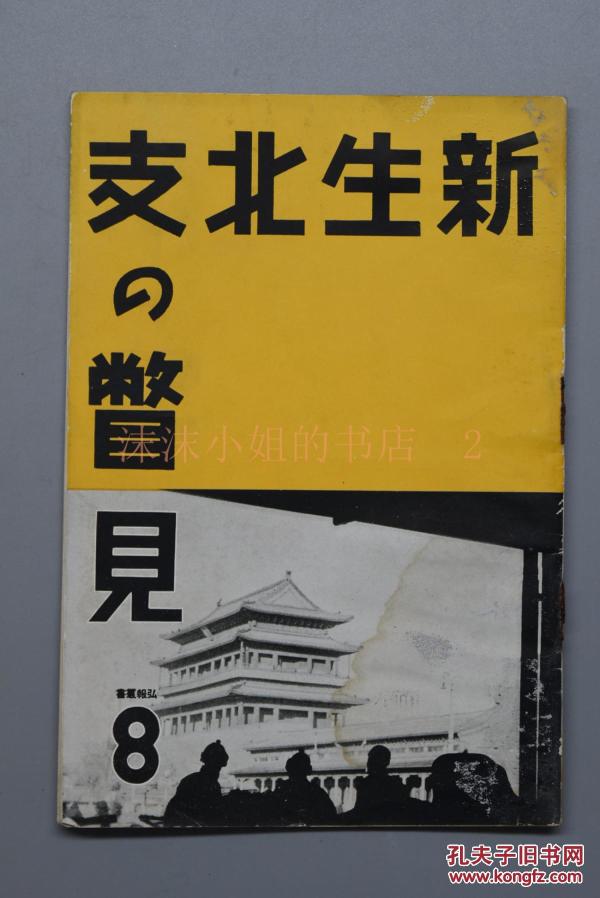 新生北支
の
瞥
見
弘報叢書
8
沫沫小姐的书店 2
孔夫子旧书网
www.kongfz.com